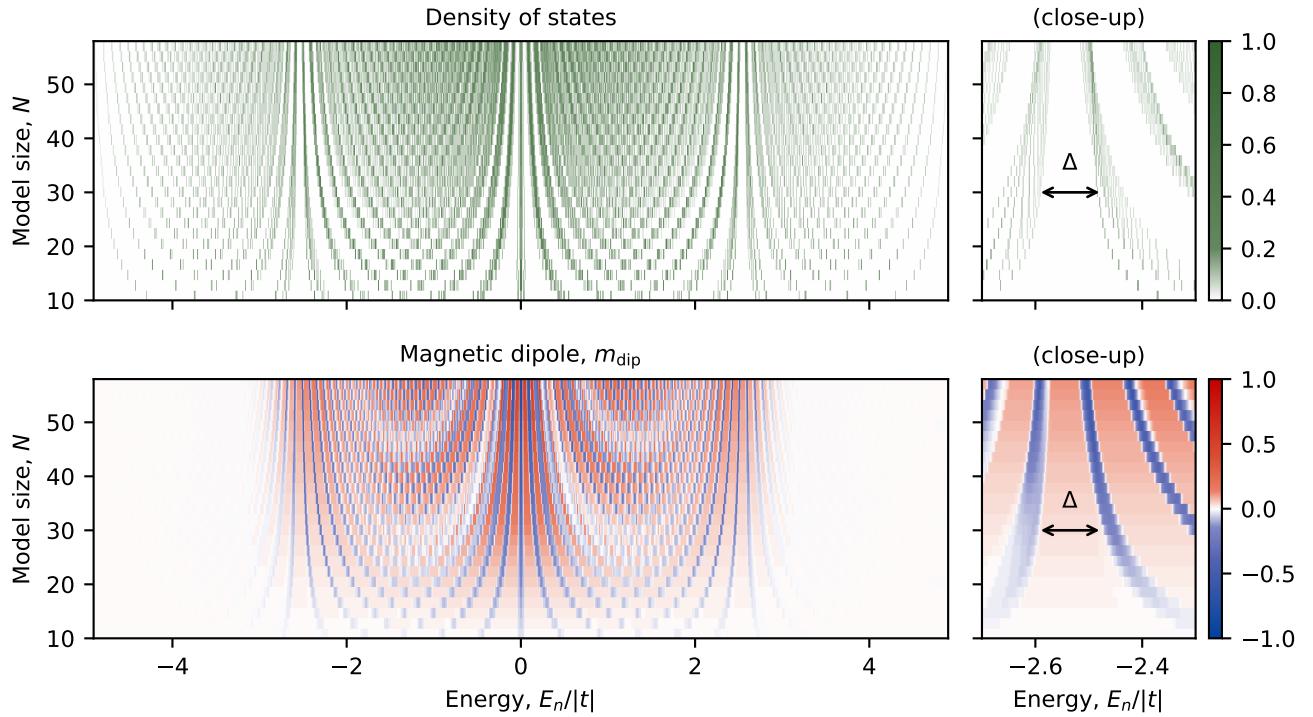 Density of states
(close-up)
Model size, N
50
40
30
20
10
Δ
1.0
0.8
0.6
0.4
0.2
0.0
Magnetic dipole, m_dip
(close-up)
Model size, N
50
40
30
20
10
Δ
1.0
0.5
0.0
−0.5
−1.0
−4 −2 0 2 4
−2.6 −2.4
Energy, E_n/|t|
Energy, E_n/|t|